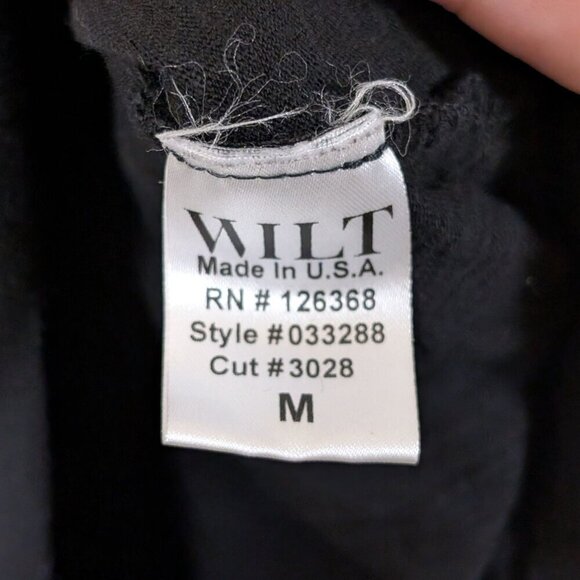 WILT
Made In U.S.A.
RN # 126368
Style #033288
Cut #3028
M